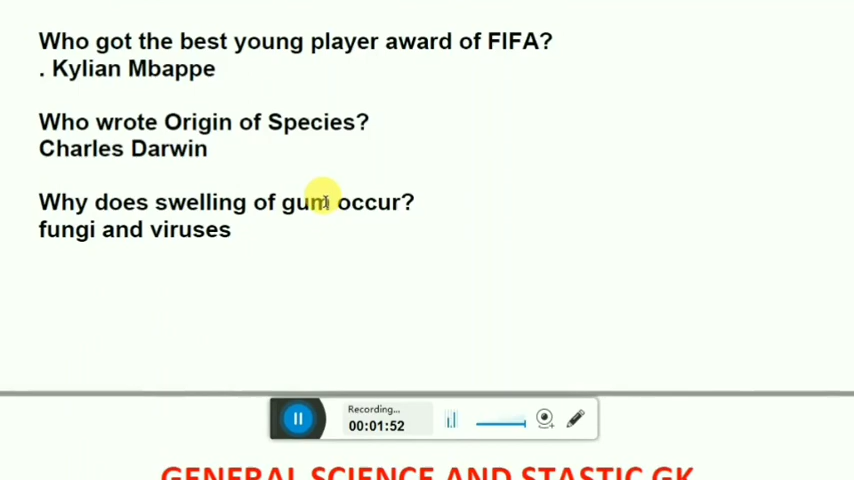 Who got the best young player award of FIFA?
. Kylian Mbappe
Who wrote Origin of Species?
Charles Darwin
Why does swelling of gum occur?
fungi and viruses
Recording...
00:01:52
GENERAL SCIENCE AND STASTIC GK